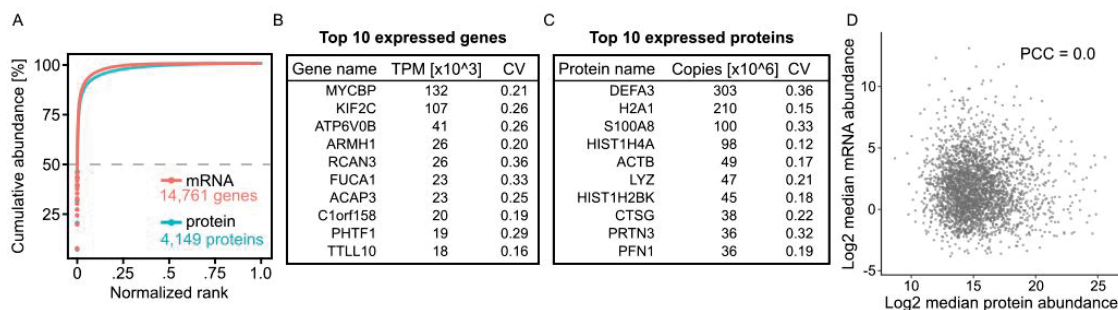 A
Cumulative abundance [%]
100
75
50
25
mRNA
14,761 genes
protein
4,149 proteins
0
.25
.5
.75
1.0
Normalized rank
B
Top 10 expressed genes
Gene name TPM [x10^3] CV
MYCBP 132 0.21
KIF2C 107 0.26
ATP6V0B 41 0.26
ARMH1 26 0.20
RCAN3 26 0.36
FUCA1 23 0.33
ACAP3 23 0.25
C1orf158 20 0.19
PHTF1 19 0.29
TTLL10 18 0.16
C
Top 10 expressed proteins
Protein name Copies [x10^6] CV
DEFA3 303 0.36
H2A1 210 0.15
S100A8 100 0.33
HIST1H4A 98 0.12
ACTB 49 0.17
LYZ 47 0.21
HIST1H2BK 45 0.18
CTSG 38 0.22
PRTN3 36 0.32
PFN1 36 0.19
D
Log2 median mRNA abundance
PCC = 0.0
15
10
5
0
-5
10 15 20 25
Log2 median protein abundance